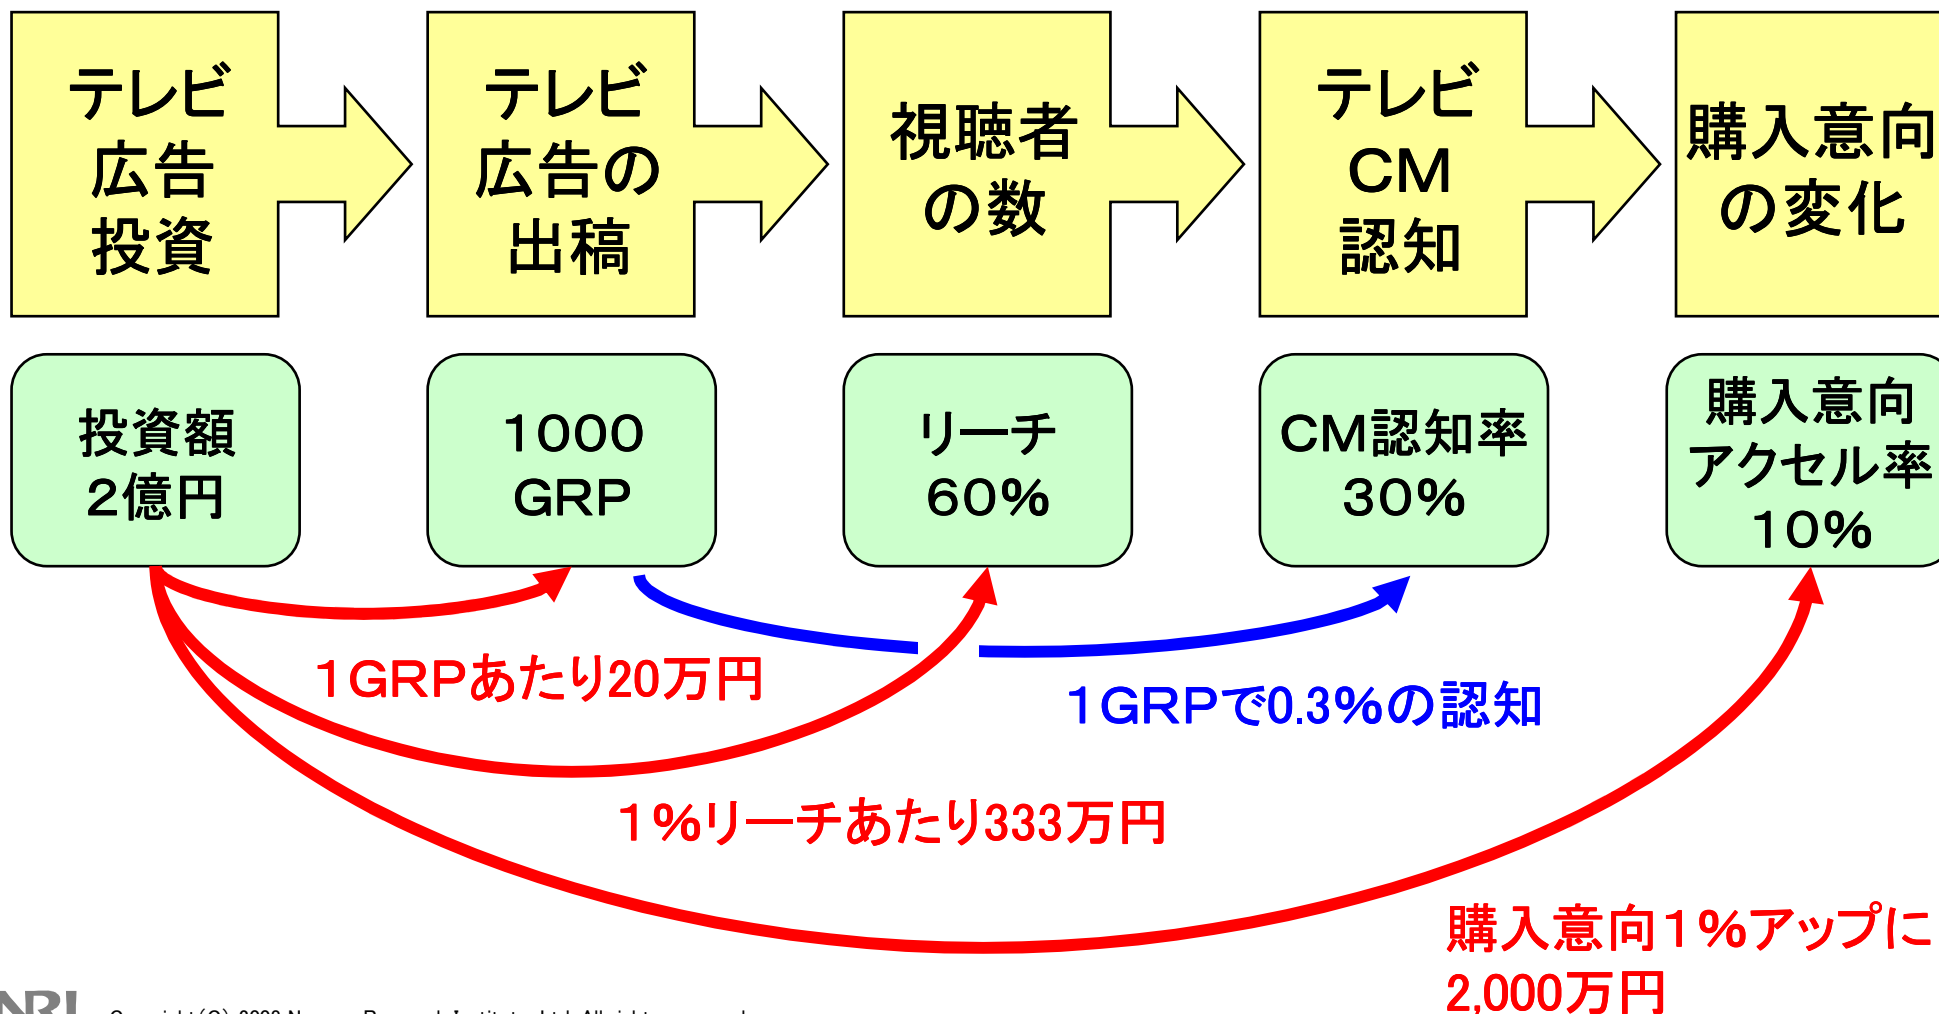 テレビ
広告
投資
テレビ
広告の
出稿
視聴者
の数
テレビ
CM
認知
購入意向
の変化
投資額
2億円
1000
GRP
リーチ
60%
CM認知率
30%
購入意向
アクセル率
10%
1GRPあたり20万円
1GRPで0.3%の認知
1%リーチあたり333万円
購入意向1%アップに
2,000万円
NRI